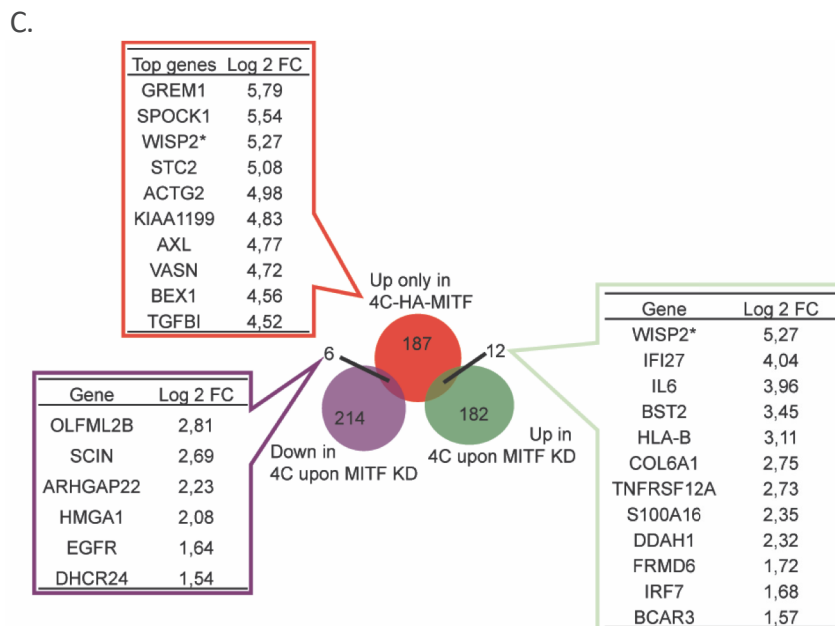 C.
Top genes Log 2 FC
GREM1 5,79
SPOCK1 5,54
WISP2* 5,27
STC2 5,08
ACTG2 4,98
KIAA1199 4,83
AXL 4,77
VASN 4,72
BEX1 4,56
TGFBI 4,52
Up only in
4C-HA-MITF
187
6
12
214
182
Down in
4C upon MITF KD
Up in
4C upon MITF KD
Gene Log 2 FC
OLFML2B 2,81
SCIN 2,69
ARHGAP22 2,23
HMGA1 2,08
EGFR 1,64
DHCR24 1,54
Gene Log 2 FC
WISP2* 5,27
IFI27 4,04
IL6 3,96
BST2 3,45
HLA-B 3,11
COL6A1 2,75
TNFRSF12A 2,73
S100A16 2,35
DDAH1 2,32
FRMD6 1,72
IRF7 1,68
BCAR3 1,57